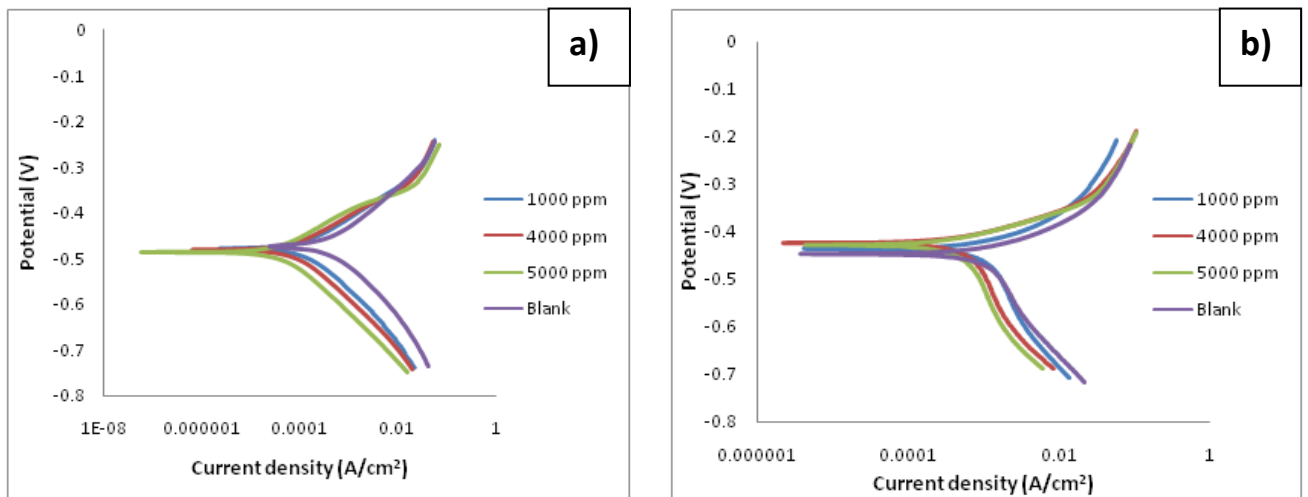 a)
0
-0.1
-0.2
-0.3
-0.4
-0.5
-0.6
-0.7
-0.8
Potential (V)
1000 ppm
4000 ppm
5000 ppm
Blank
1E-08 0.000001 0.0001 0.01 1
Current density (A/cm²)
b)
0
-0.1
-0.2
-0.3
-0.4
-0.5
-0.6
-0.7
-0.8
Potential (V)
1000 ppm
4000 ppm
5000 ppm
Blank
0.000001 0.0001 0.01 1
Current density (A/cm²)